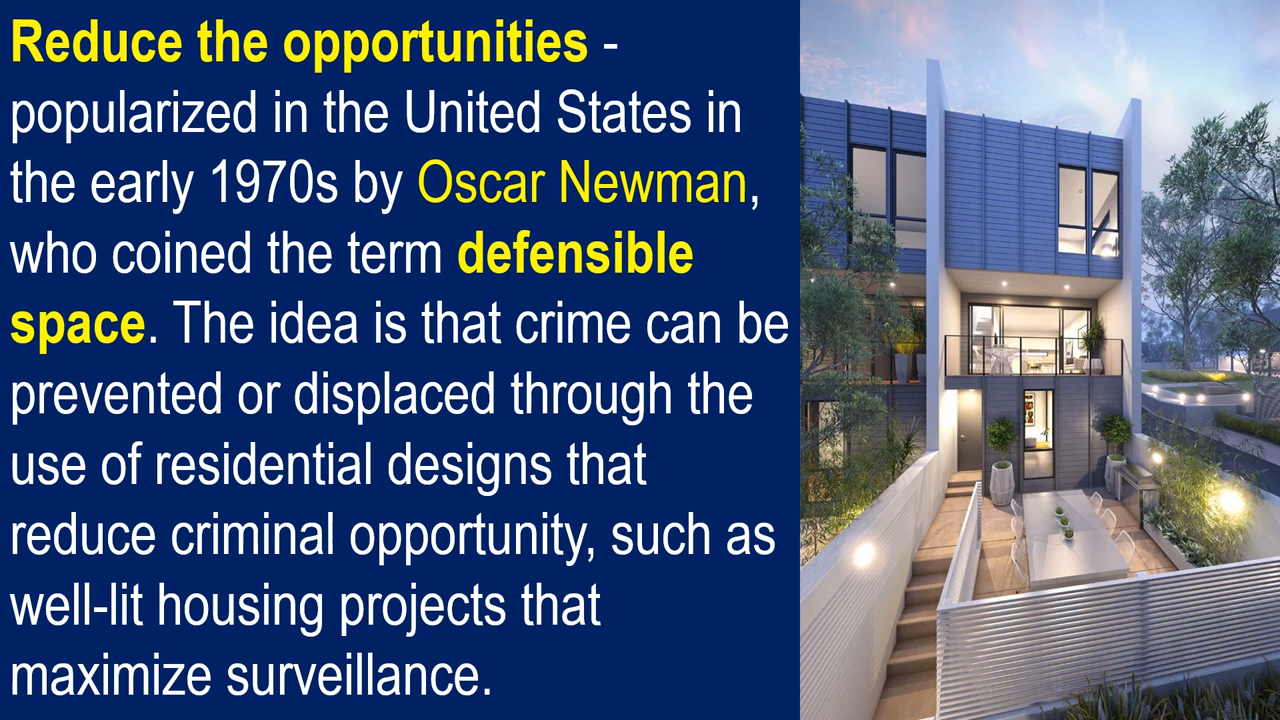 Reduce the opportunities -
popularized in the United States in
the early 1970s by Oscar Newman,
who coined the term defensible
space. The idea is that crime can be
prevented or displaced through the
use of residential designs that
reduce criminal opportunity, such as
well-lit housing projects that
maximize surveillance.